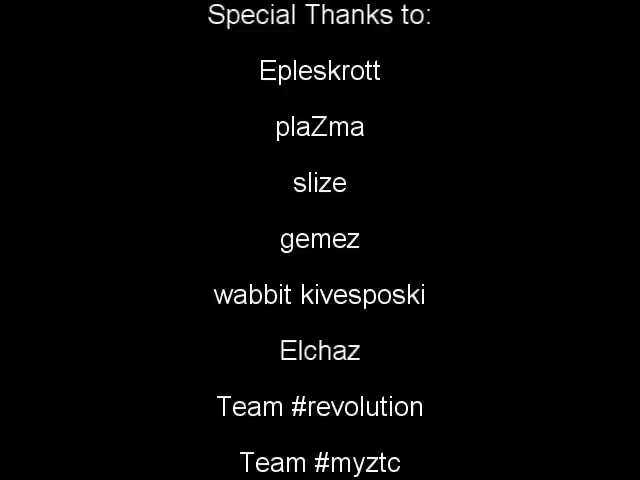 Special Thanks to:
Epleskrott
plaZma
slize
gemez
wabbit kivesposki
Elchaz
Team #revolution
Team #myztc